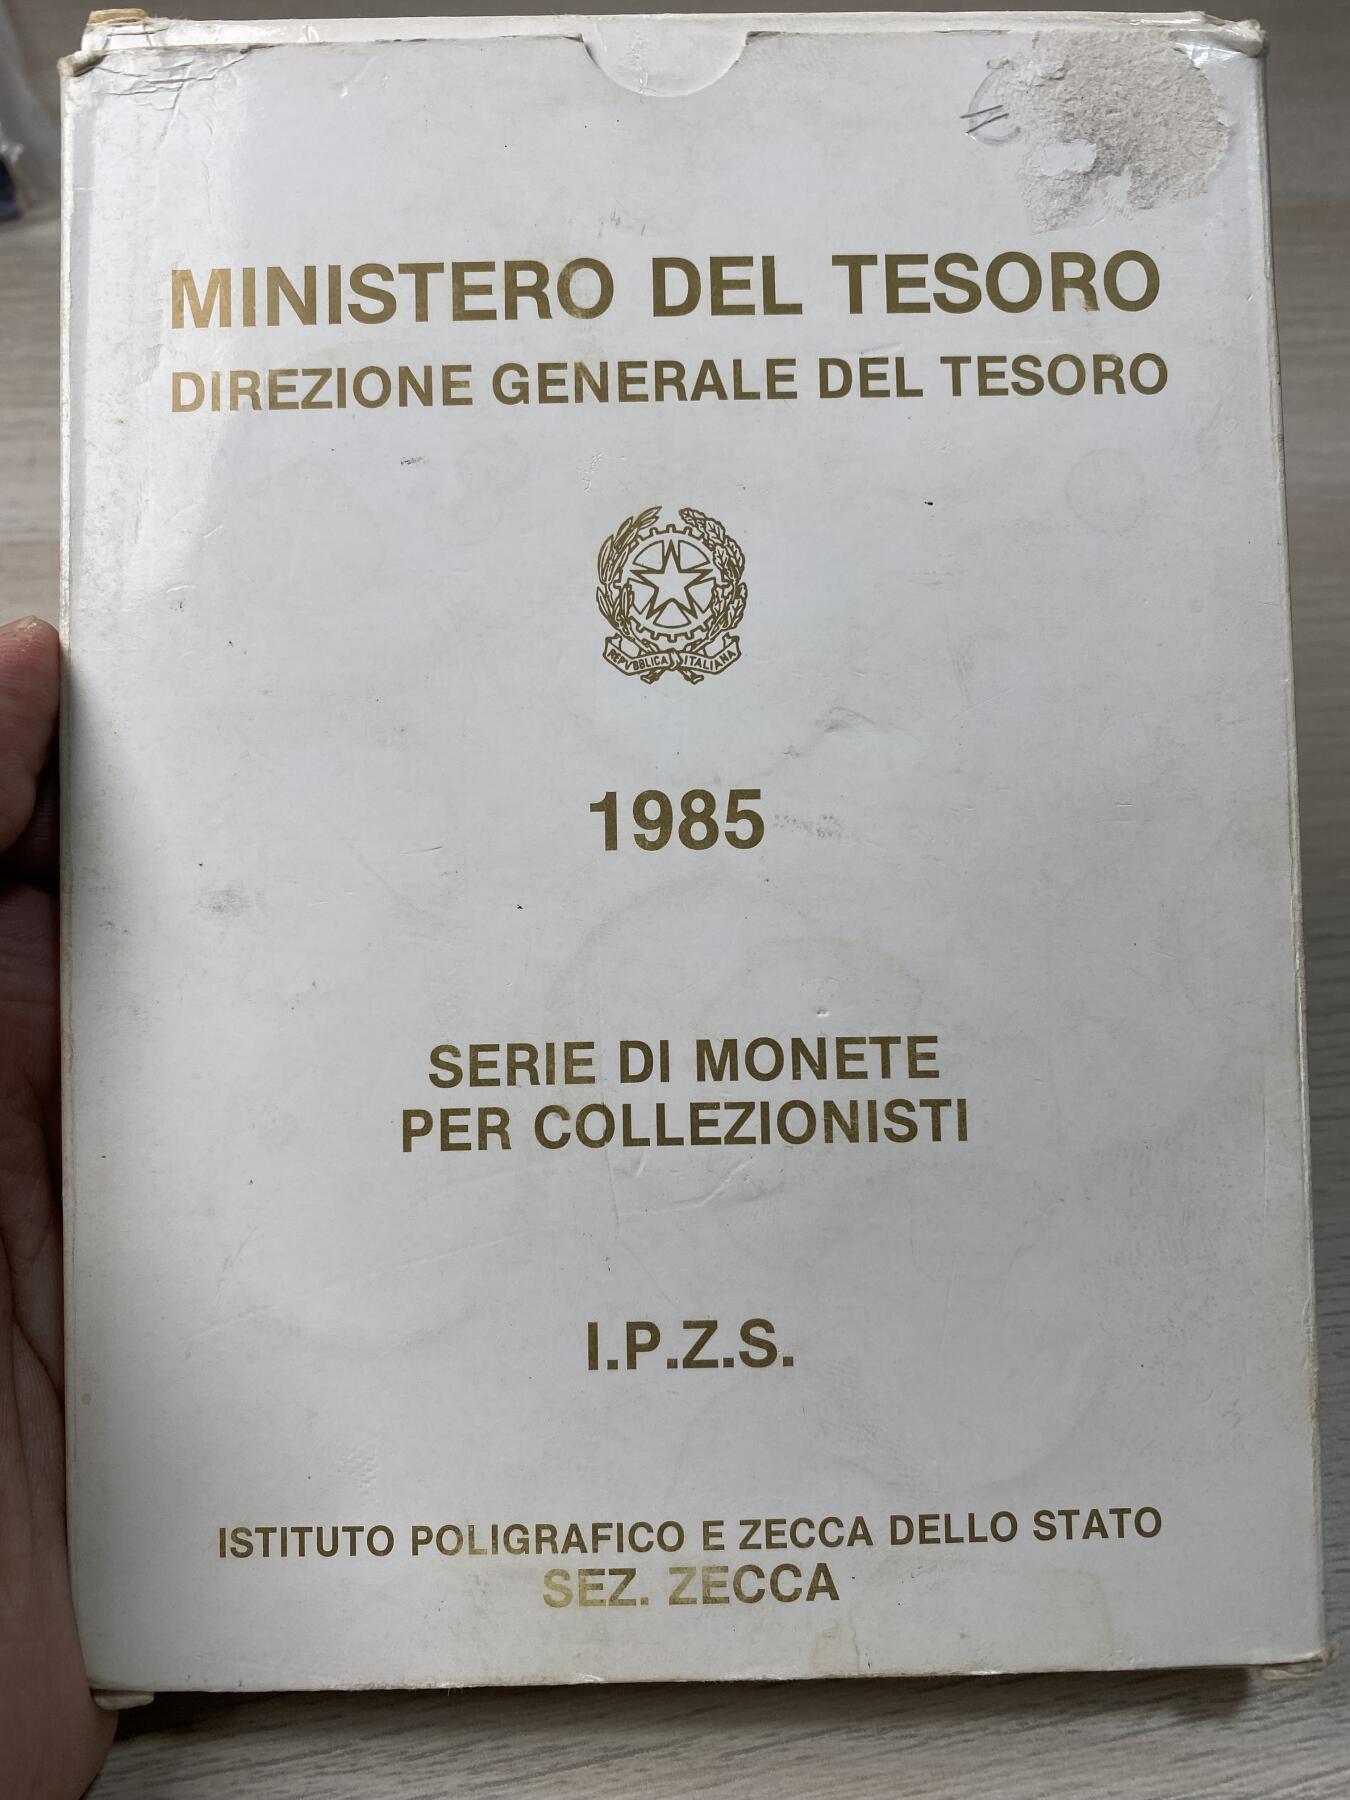 MINISTERO DEL TESORO
DIREZIONE GENERALE DEL TESORO
REPVBBLICA ITALIANA
1985
SERIE DI MONETE
PER COLLEZIONISTI
I.P.Z.S.
ISTITUTO POLIGRAFICO E ZECCA DELLO STATO
SEZ. ZECCA